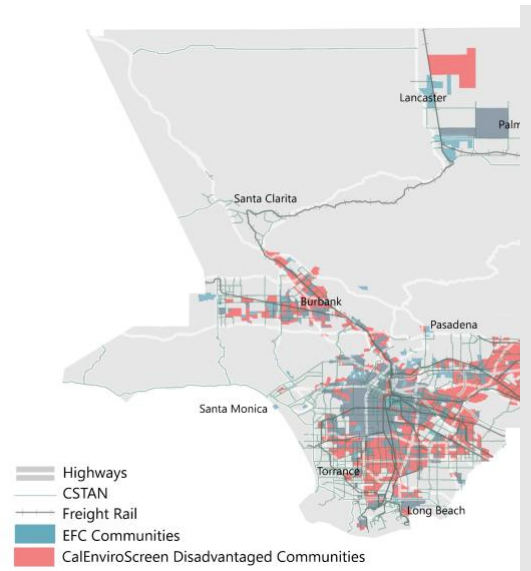 Lancaster
Palm
Santa Clarita
Burbank
Pasadena
Santa Monica
Torrance
Long Beach
Highways
CSTAN
Freight Rail
EFC Communities
CalEnviroScreen Disadvantaged Communities